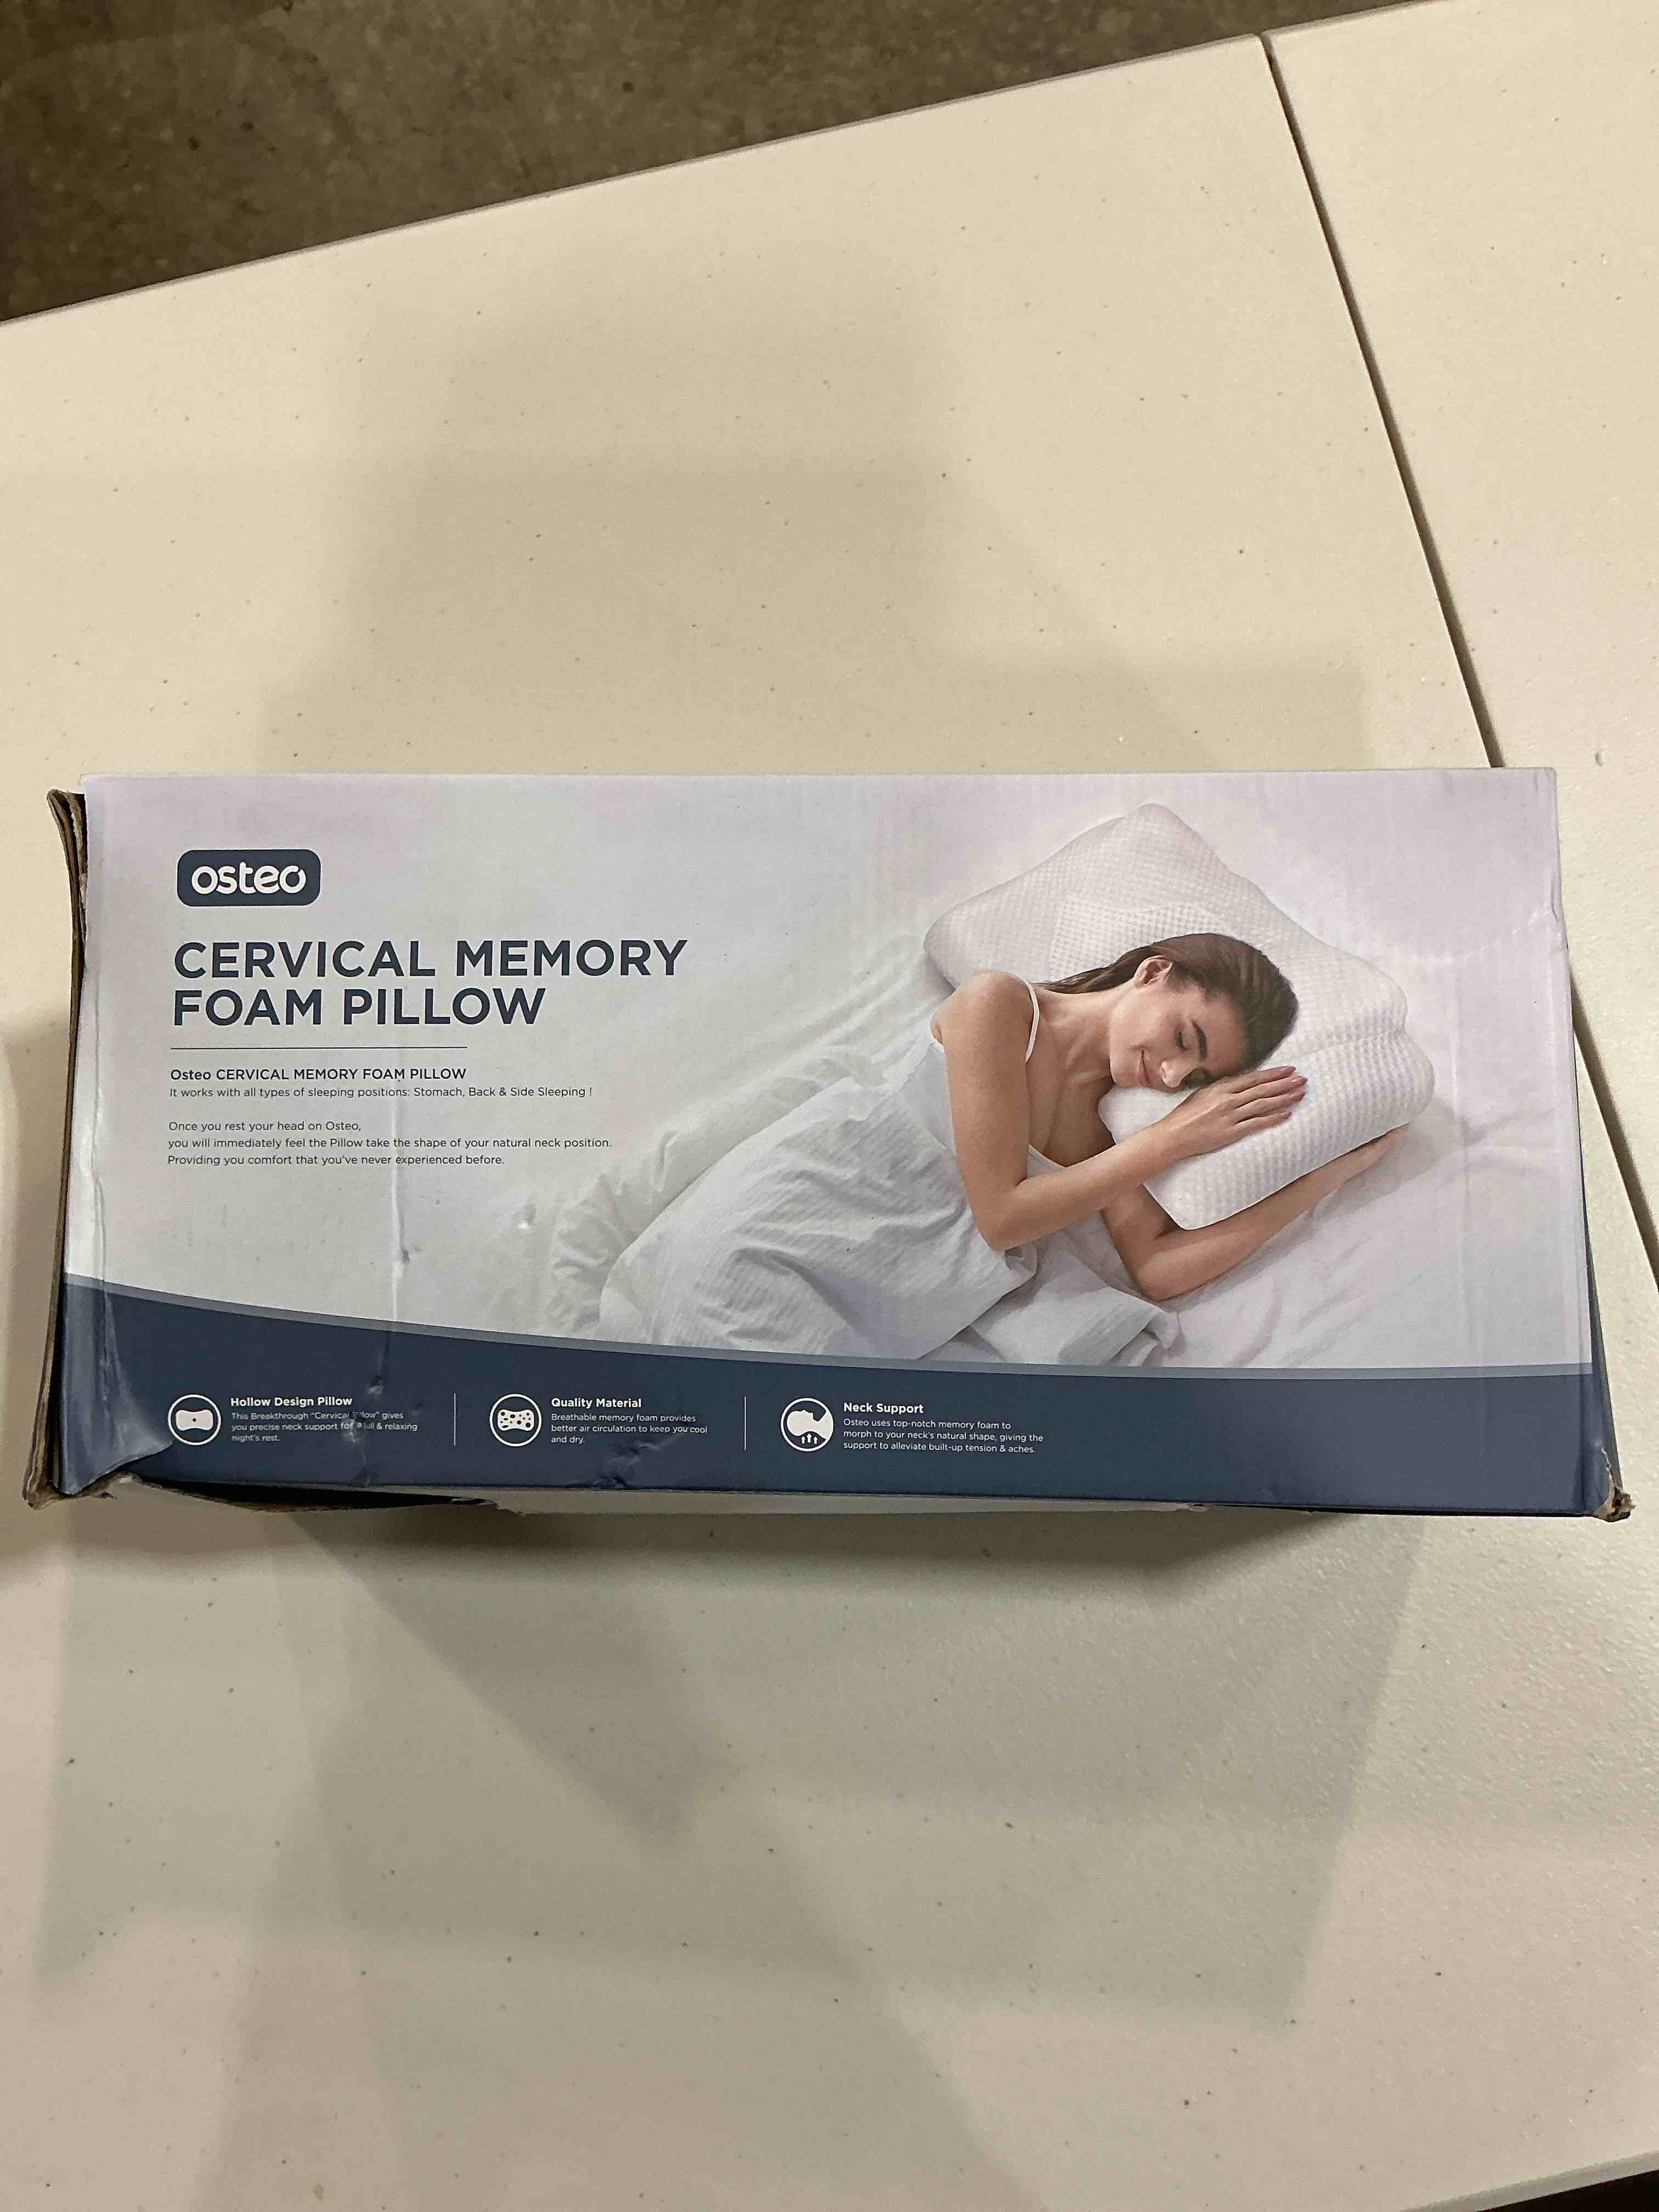 osteo
CERVICAL MEMORY
FOAM PILLOW
Osteo CERVICAL MEMORY FOAM PILLOW
It works with all types of sleeping positions: Stomach, Back & Side Sleeping !
Once you rest your head on Osteo,
you will immediately feel the Pillow take the shape of your natural neck position.
Providing you comfort that you've never experienced before.
Hollow Design Pillow
This Breakthrough "Cervical Pillow" gives
you precise neck support for a full & relaxing
night's rest.
Quality Material
Breathable memory foam provides
better air circulation to keep you cool
and dry.
Neck Support
Osteo uses top-notch memory foam to
morph to your neck's natural shape, giving the
support to alleviate built-up tension & aches.